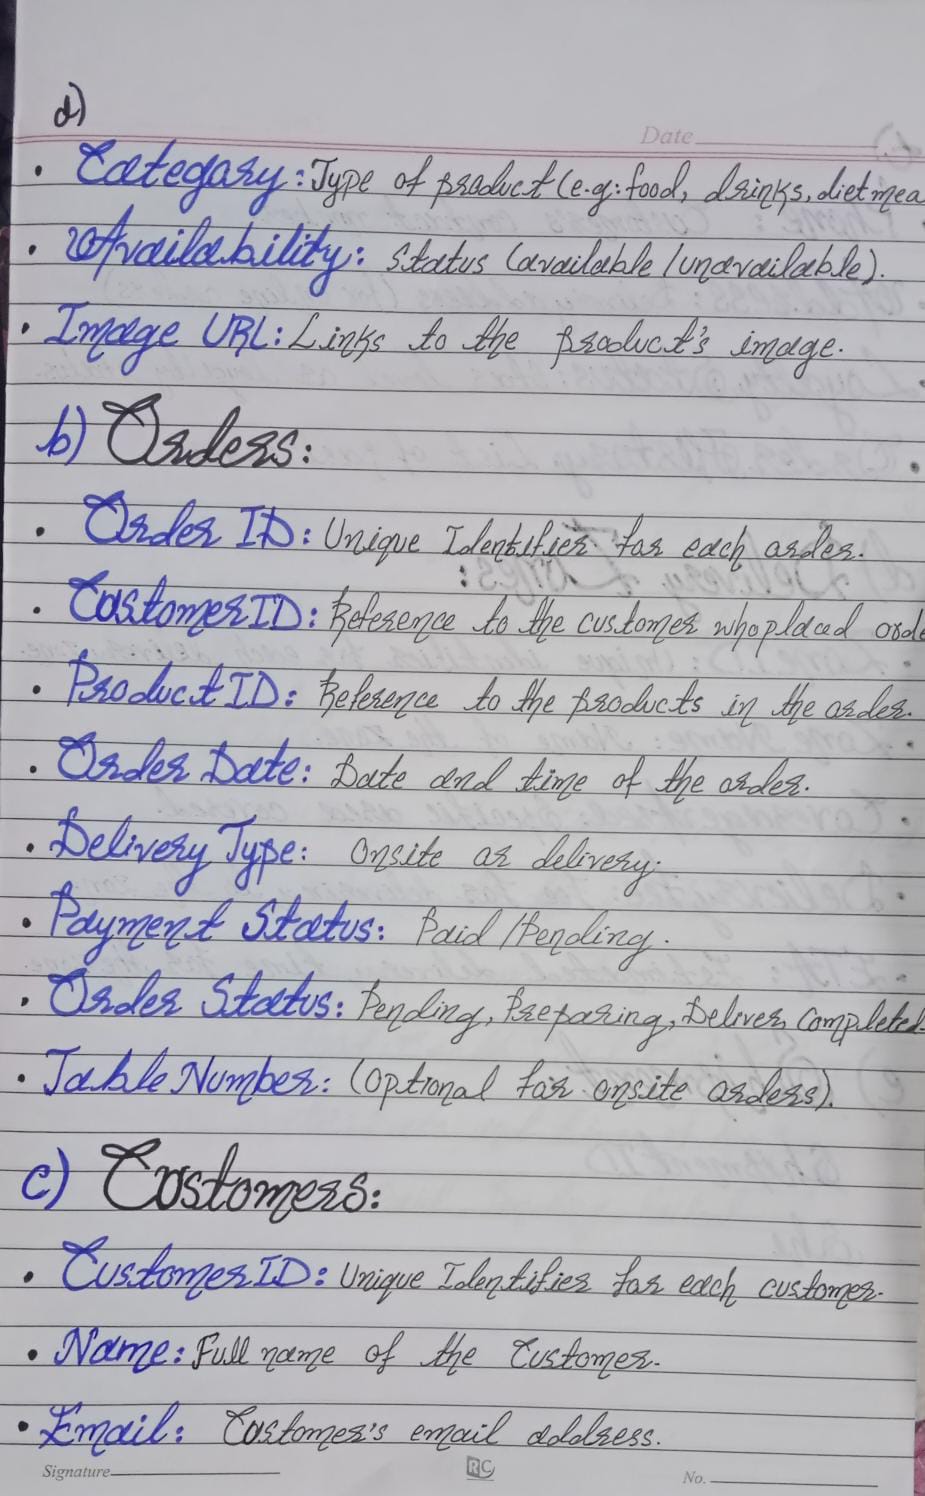 a)
Date
• Category: Type of product (e.g: food, drinks, diet mea
• Availability: Status (available / unavailable).
• Image URL: Links to the product's image.
b) Orders:
• Order ID: Unique Identifier for each order.
• Customer ID: Reference to the customer who placed orde
• Product ID: Reference to the products in the order.
• Order Date: Date and time of the order.
• Delivery Type: Onsite or delivery.
• Payment Status: Paid / Pending.
• Order Status: Pending, Preparing, Deliver, Completed
• Table Number: (optional for onsite orders).
c) Customers:
• Customer ID: Unique Identifier for each customer.
• Name: Full name of the Customer.
• Email: Customer's email address.
Signature
RC
No.